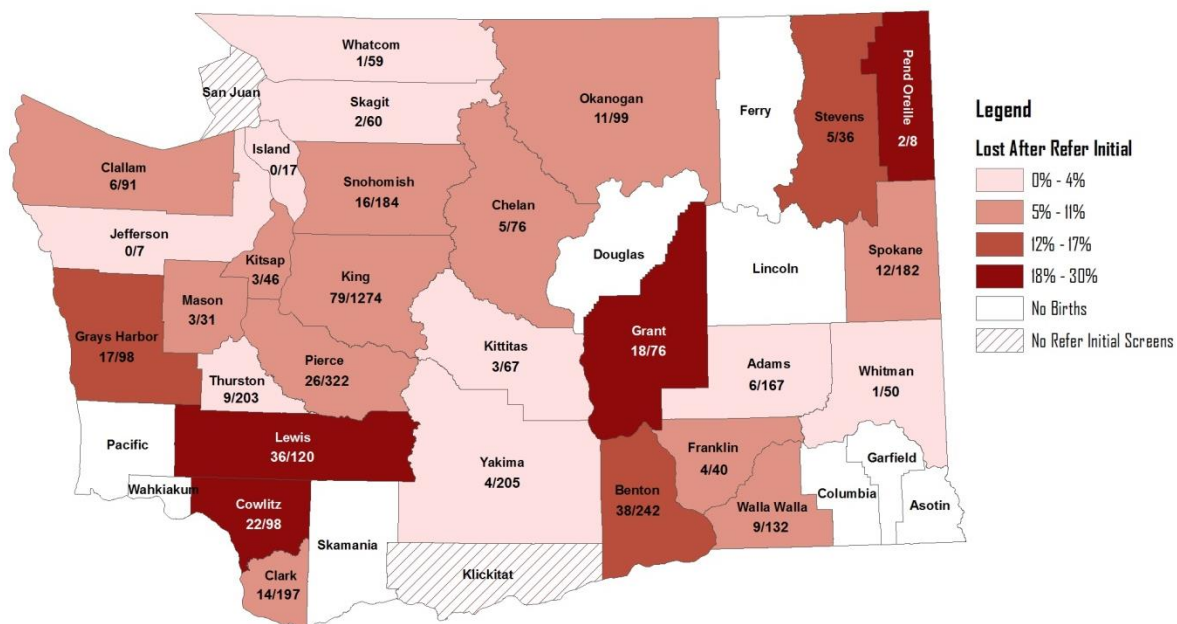 Whatcom
1/59
San Juan
Skagit
2/60
Okanogan
11/99
Ferry
Stevens
5/36
Pend Oreille
2/8
Island
0/17
Clallam
6/91
Snohomish
16/184
Chelan
5/76
Jefferson
0/7
Kitsap
3/46
King
79/1274
Douglas
Lincoln
Spokane
12/182
Mason
3/31
Grays Harbor
17/98
Grant
18/76
Kittitas
3/67
Pierce
26/322
Adams
6/167
Whitman
1/50
Thurston
9/203
Pacific
Lewis
36/120
Yakima
4/205
Franklin
4/40
Garfield
Wahkiakum
Cowlitz
22/98
Benton
38/242
Walla Walla
9/132
Columbia
Asotin
Skamania
Klickitat
Clark
14/197
Legend
Lost After Refer Initial
0% - 4%
5% - 11%
12% - 17%
18% - 30%
No Births
No Refer Initial Screens